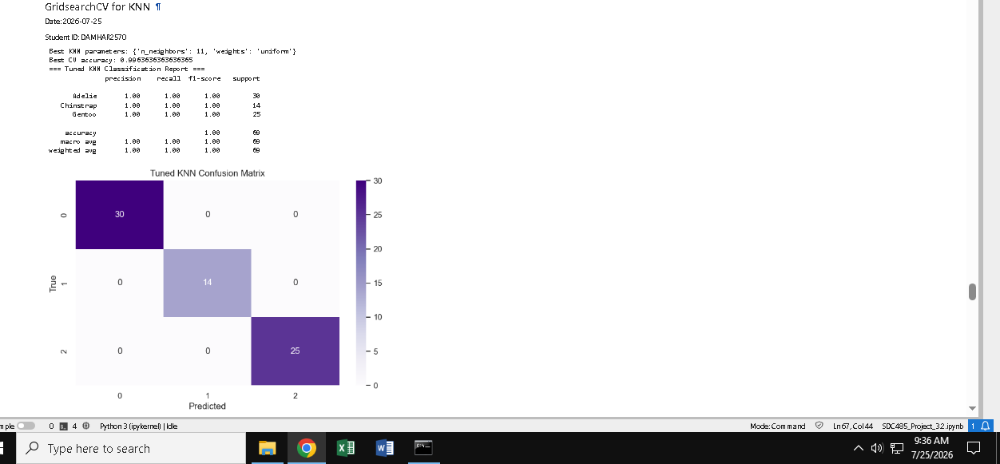 GridsearchCV for KNN ¶
Date: 2026-07-25
Student ID: DAMHAR2570
Best KNN parameters: {'n_neighbors': 11, 'weights': 'uniform'}
Best CV accuracy: 0.9963636363636365
=== Tuned KNN Classification Report ===
precision recall f1-score support
Adelie 1.00 1.00 1.00 30
Chinstrap 1.00 1.00 1.00 14
Gentoo 1.00 1.00 1.00 25
accuracy 1.00 69
macro avg 1.00 1.00 1.00 69
weighted avg 1.00 1.00 1.00 69
Tuned KNN Confusion Matrix
30
0 30 0 0
25
20
True
1 0 14 0
15
10
2 0 0 25
5
0
0 1 2
Predicted
mple 0 4 Python 3 (ipykernel) | Idle Mode: Command Ln 67, Col 44 SDC485_Project_3.2.ipynb 1
Type here to search
9:36 AM
7/25/2026